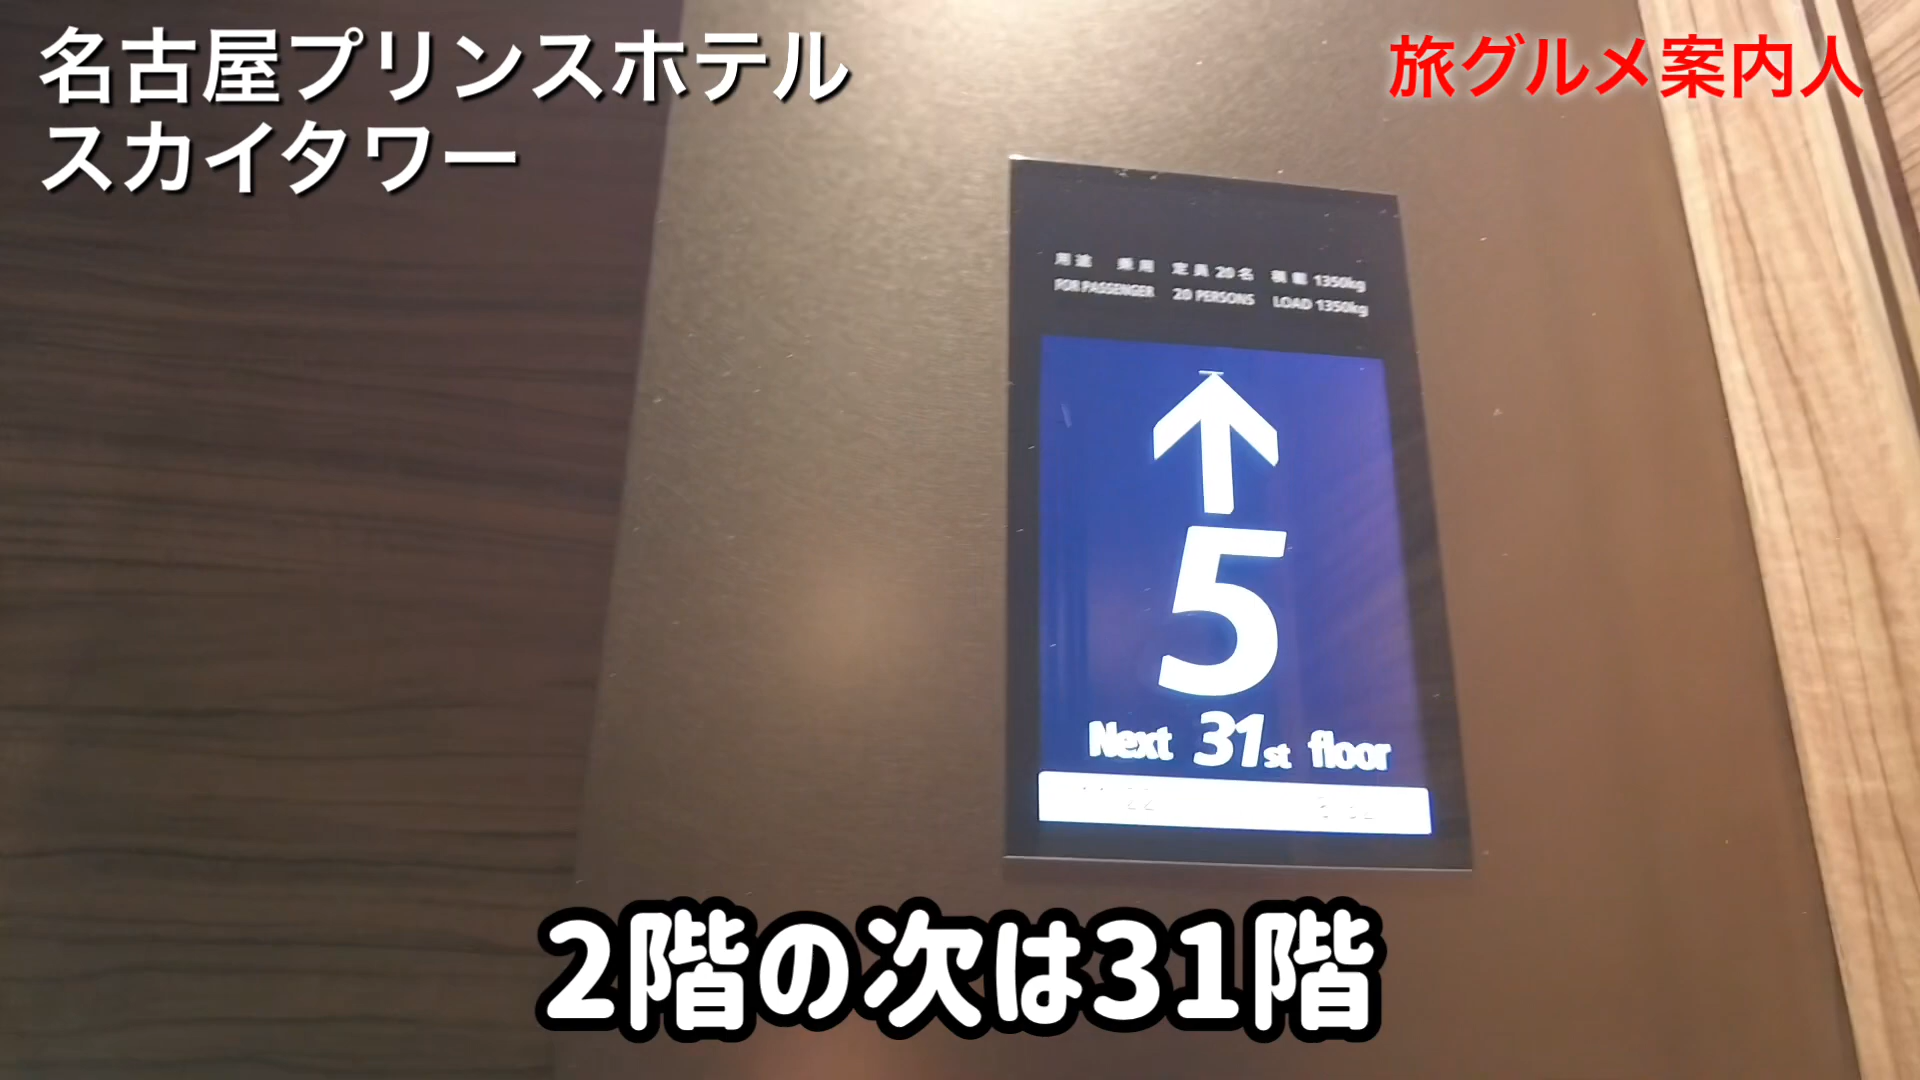 名古屋プリンスホテル
スカイタワー
旅グルメ案内人
用途 乗用 定員20名 積載 1350kg
FOR PASSENGER 20 PERSONS LOAD 1350kg
5
Next 31st floor
2階の次は31階